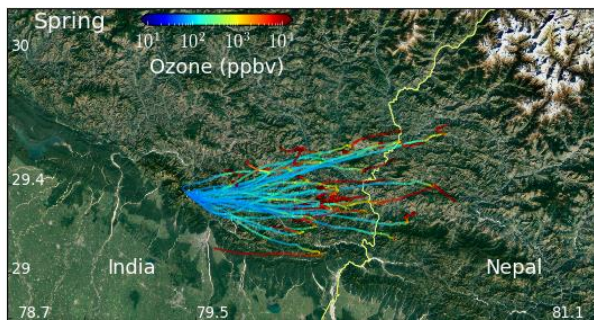 Spring
10¹ 10² 10³ 10⁴
Ozone (ppbv)
30
29.4
29
India
Nepal
78.7
79.5
81.1